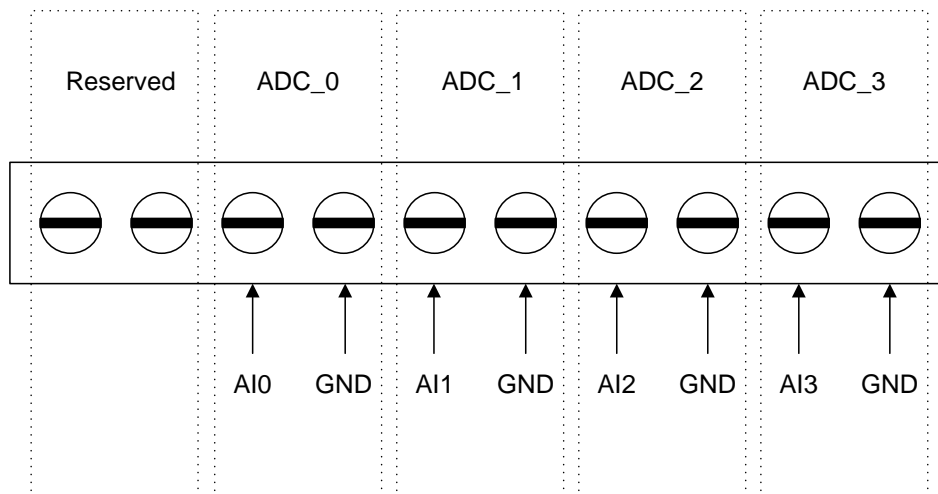 Reserved ADC_0 ADC_1 ADC_2 ADC_3
AI0 GND AI1 GND AI2 GND AI3 GND